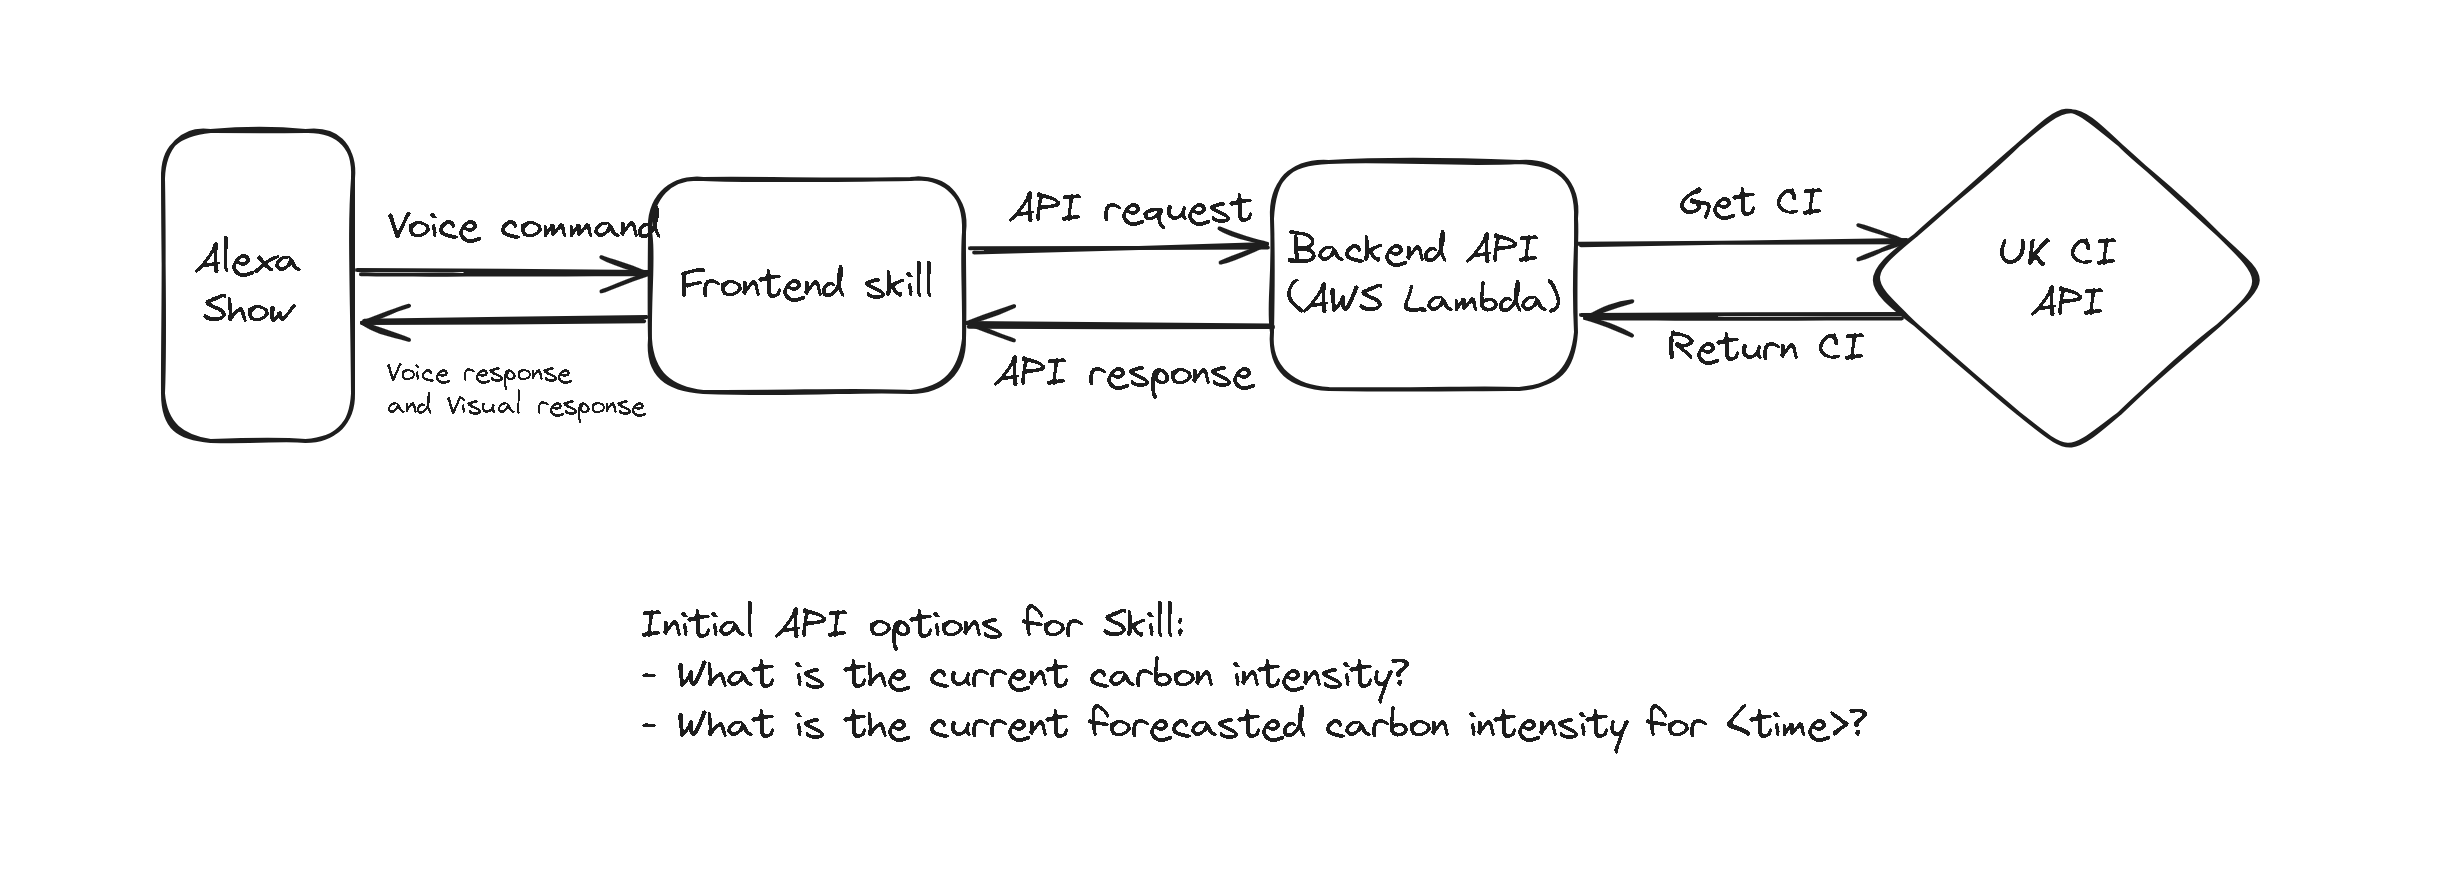 Alexa
Show
Voice command
Voice response
and Visual response
Frontend skill
API request
API response
Backend API
(AWS Lambda)
Get CI
Return CI
UK CI
API
Initial API options for Skill:
- What is the current carbon intensity?
- What is the current forecasted carbon intensity for <time>?